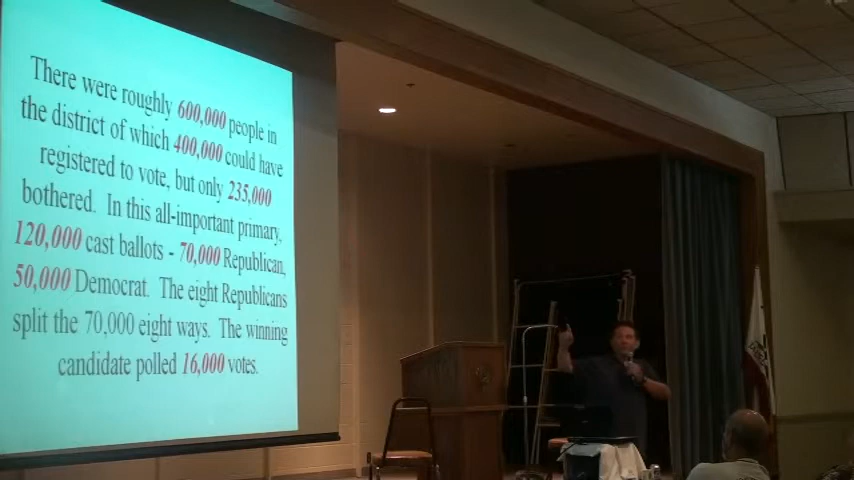 There were roughly 600,000 people in
the district of which 400,000 could have
registered to vote, but only 235,000
bothered. In this all-important primary,
120,000 cast ballots - 70,000 Republican,
50,000 Democrat. The eight Republicans
split the 70,000 eight ways. The winning
candidate polled 16,000 votes.